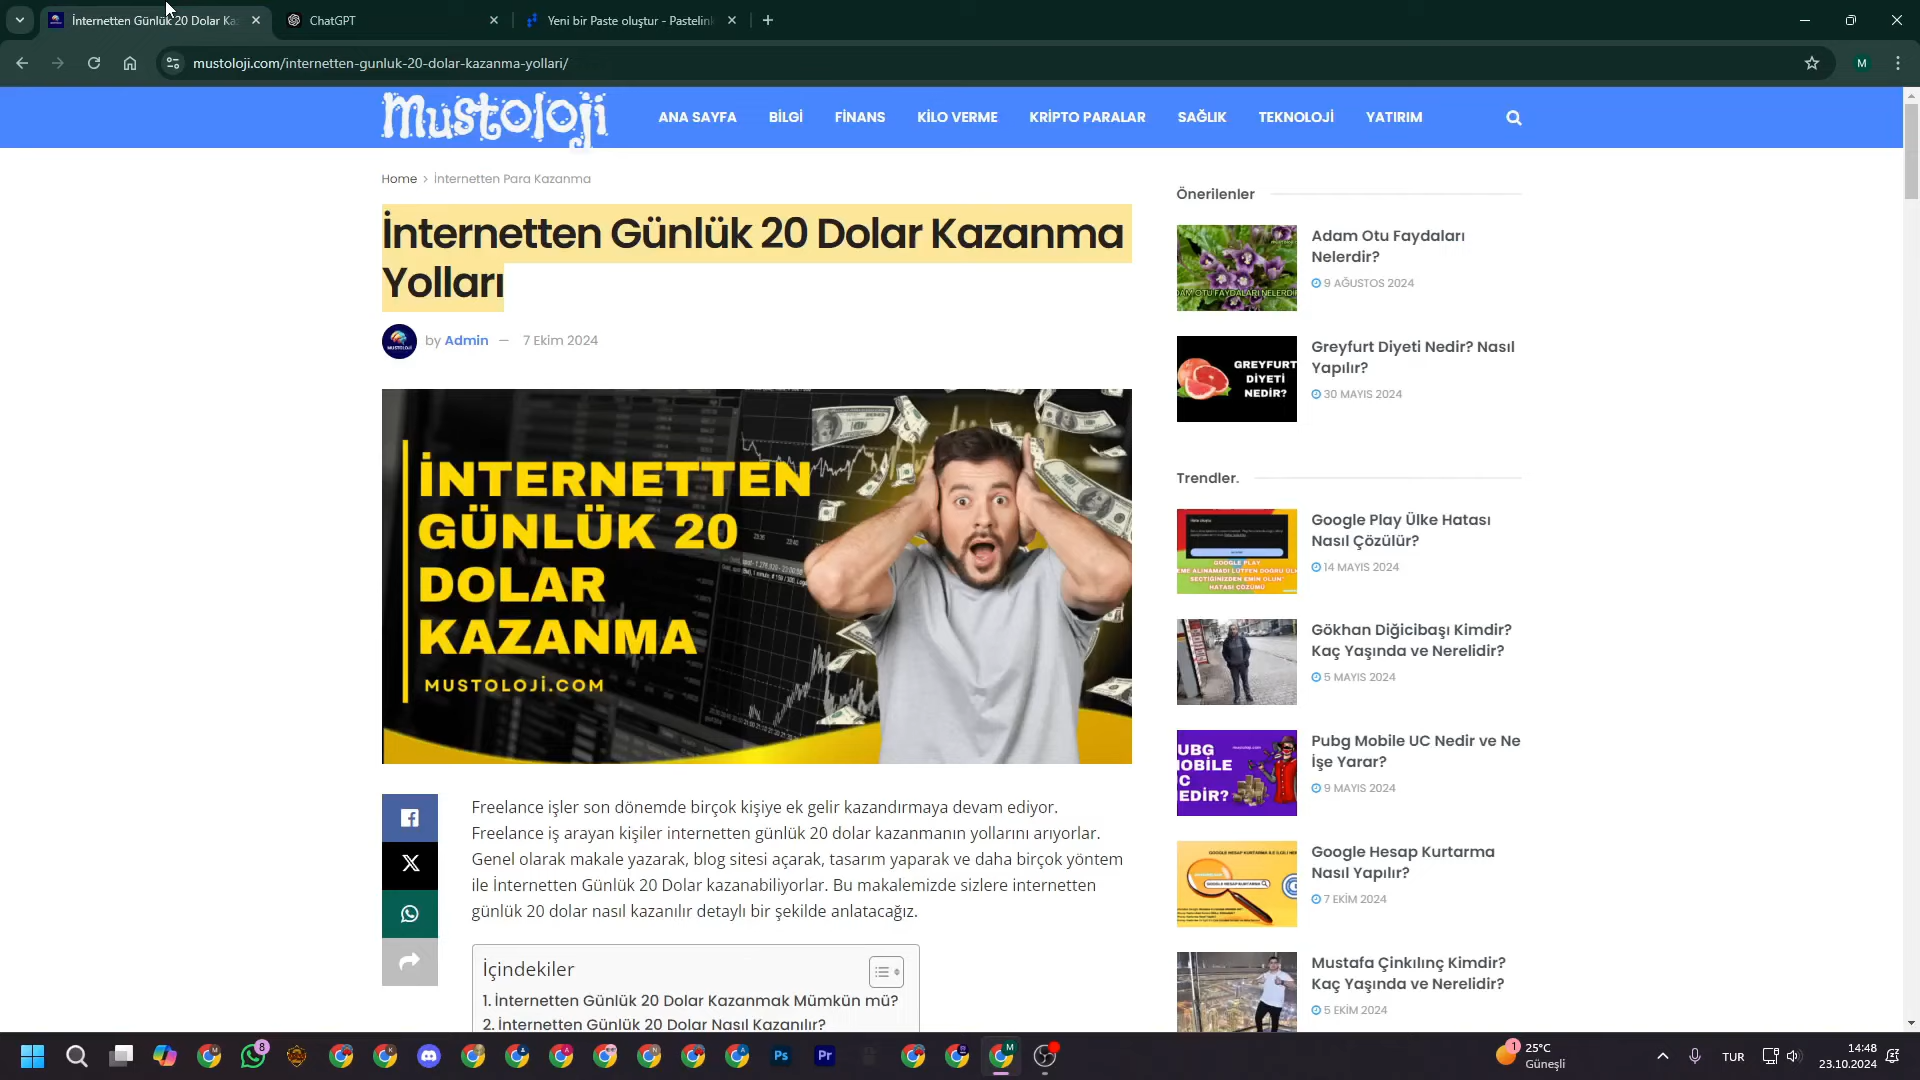 İnternetten Günlük 20 Dolar Ka
ChatGPT
Yeni bir Paste oluştur - Pastelink
mustoloji.com/internetten-gunluk-20-dolar-kazanma-yollari/
M
Mustoloji
ANA SAYFA
BİLGİ
FİNANS
KİLO VERME
KRİPTO PARALAR
SAĞLIK
TEKNOLOJİ
YATIRIM
Home > İnternetten Para Kazanma
İnternetten Günlük 20 Dolar Kazanma
Yolları
by Admin — 7 Ekim 2024
İNTERNETTEN
GÜNLÜK 20
DOLAR
KAZANMA
MUSTOLOJİ.COM
Freelance işler son dönemde birçok kişiye ek gelir kazandırmaya devam ediyor.
Freelance iş arayan kişiler internetten günlük 20 dolar kazanmanın yollarını arıyorlar.
Genel olarak makale yazarak, blog sitesi açarak, tasarım yaparak ve daha birçok yöntem
ile İnternetten Günlük 20 Dolar kazanabiliyorlar. Bu makalemizde sizlere internetten
günlük 20 dolar nasıl kazanılır detaylı bir şekilde anlatacağız.
İçindekiler
1. İnternetten Günlük 20 Dolar Kazanmak Mümkün mü?
2. İnternetten Günlük 20 Dolar Nasıl Kazanılır?
Önerilenler
Adam Otu Faydaları
Nelerdir?
9 AĞUSTOS 2024
GREYFURT
DİYETİ
NEDİR?
Greyfurt Diyeti Nedir? Nasıl
Yapılır?
30 MAYIS 2024
Trendler.
Google Play Ülke Hatası
Nasıl Çözülür?
14 MAYIS 2024
Gökhan Diğicibaşı Kimdir?
Kaç Yaşında ve Nerelidir?
5 MAYIS 2024
UBG
MOBİLE
C
EDİR?
Pubg Mobile UC Nedir ve Ne
İşe Yarar?
9 MAYIS 2024
Google Hesap Kurtarma
Nasıl Yapılır?
7 EKİM 2024
Mustafa Çinkılınç Kimdir?
Kaç Yaşında ve Nerelidir?
5 EKİM 2024
8
Ps
Pr
1
25°C
Güneşli
TUR
14:48
23.10.2024